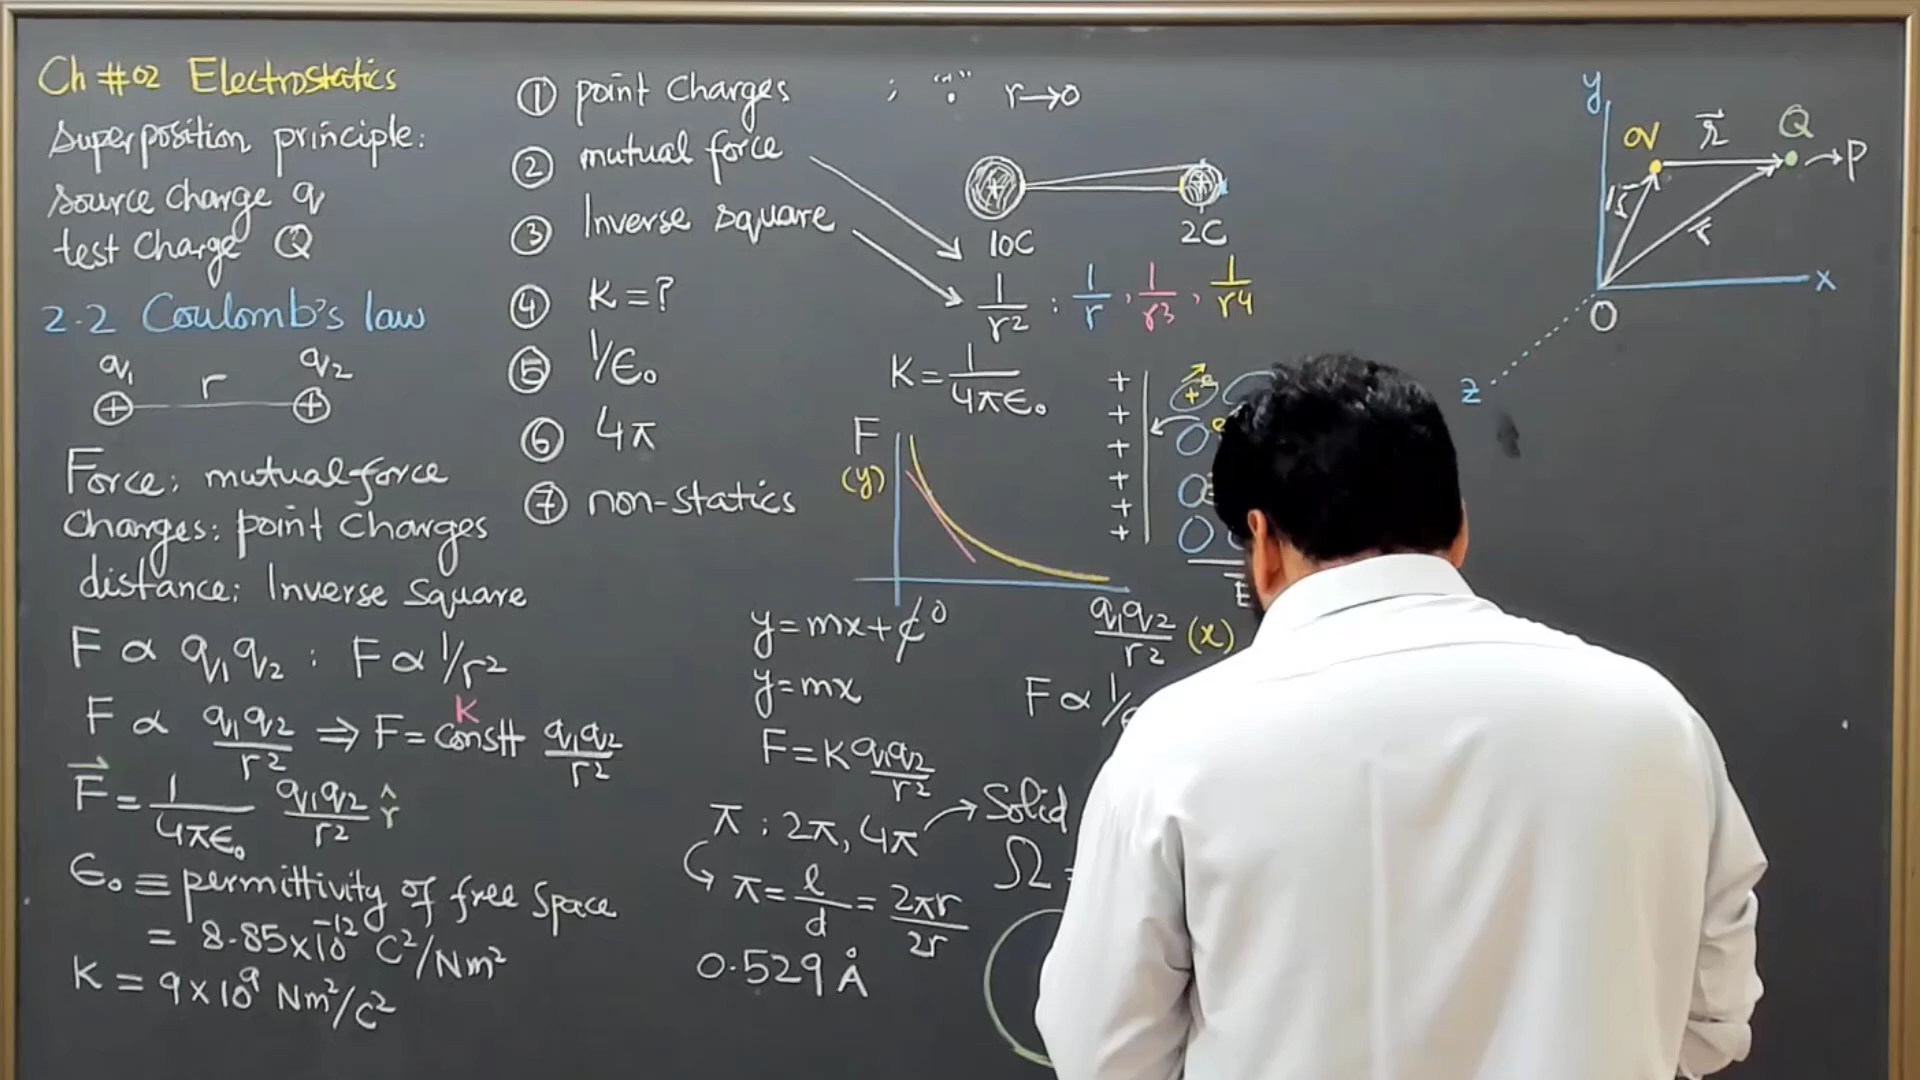 Ch #02 Electrostatics
Superposition principle:
source charge q
test charge Q
2.2 Coulomb's law
q1 r q2
+ +
Force: mutual force
Charges: point charges
distance: Inverse square
F ∝ q1q2 : F ∝ 1/r²
F ∝ q1q2/r² ⇒ F = constt q1q2/r²
K
F⃗ = 1/4πϵ₀ q1q2/r² r̂
ϵ₀ ≡ permittivity of free space
= 8.85×10⁻¹² C²/Nm²
K = 9×10⁹ Nm²/C²
① point charges ; "•" r→0
② mutual force
③ Inverse square
④ K = ?
⑤ 1/ϵ₀
⑥ 4π
⑦ non-statics
+ +
10C 2C
1/r² : 1/r , 1/r³ , 1/r⁴
K = 1/4πϵ₀
F
(y)
q1q2/r² (x)
y = mx + c 0
y = mx
F = K q1q2/r²
F ∝ 1/
π : 2π, 4π → Solid
π = l/d = 2πr/2r
Ω =
0.529 Å
+
+
+
+
+
+
+ e
e
E
y
q r⃗ Q → P
r
O
x
z